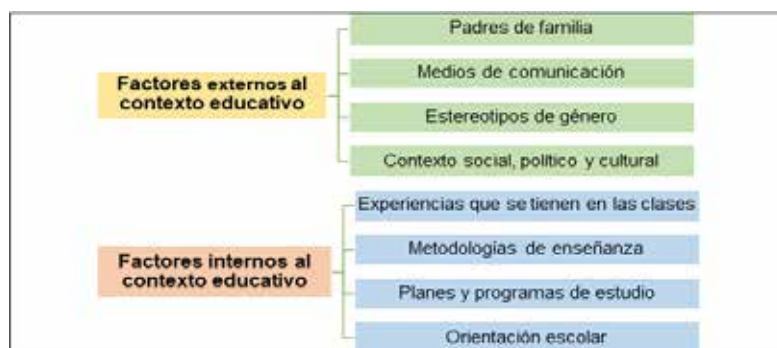 Factores externos al
contexto educativo
Padres de familia
Medios de comunicación
Estereotipos de género
Contexto social, político y cultural
Factores internos al
contexto educativo
Experiencias que se tienen en las clases
Metodologías de enseñanza
Planes y programas de estudio
Orientación escolar